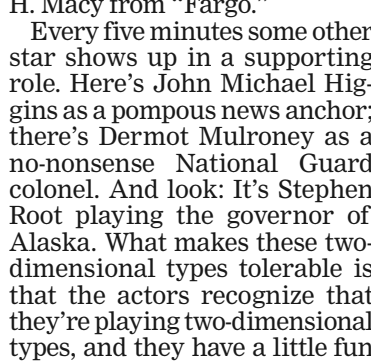 H. Macy from “Fargo.”
Every five minutes some other
star shows up in a supporting
role. Here’s John Michael Hig-
gins as a pompous news anchor;
there’s Dermot Mulroney as a
no-nonsense National Guard
colonel. And look: It’s Stephen
Root playing the governor of
Alaska. What makes these two-
dimensional types tolerable is
that the actors recognize that
they’re playing two-dimensional
types, and they have a little fun